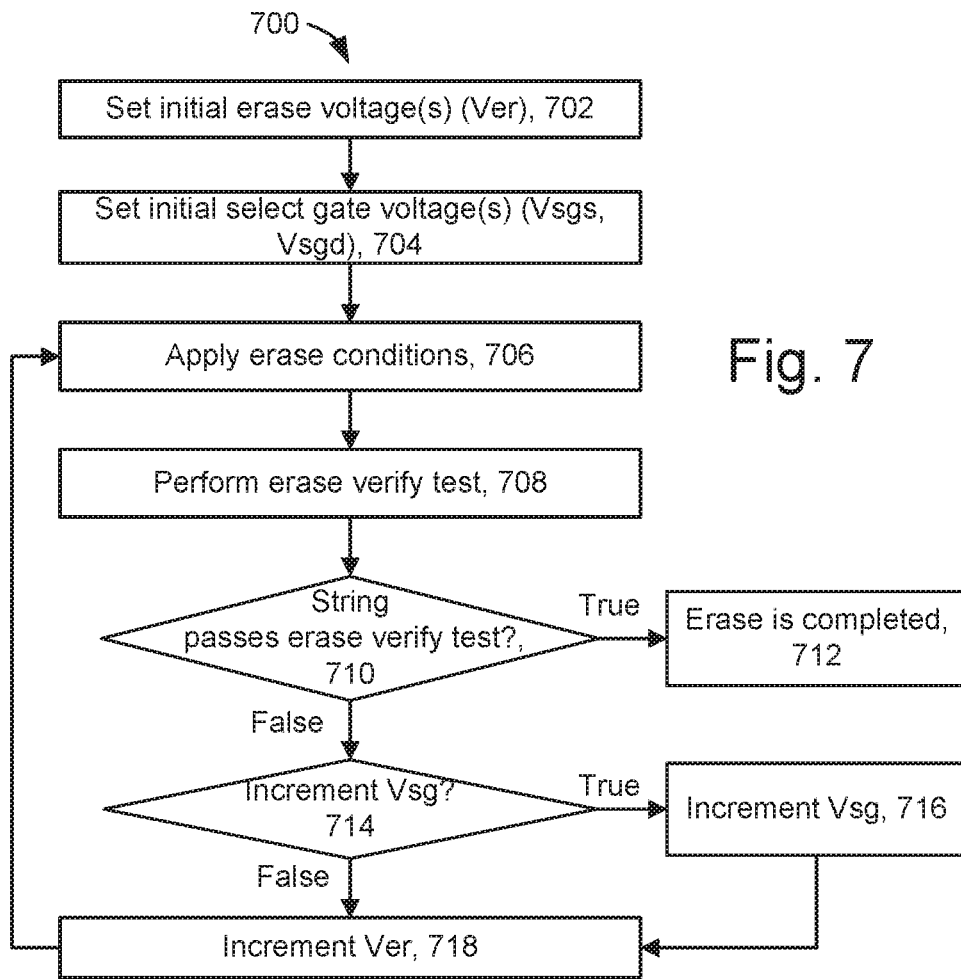 700
Set initial erase voltage(s) (Ver), 702
Set initial select gate voltage(s) (Vsgs,
Vsgd), 704
Apply erase conditions, 706
Fig. 7
Perform erase verify test, 708
String
passes erase verify test?,
710
True
Erase is completed,
712
False
Increment Vsg?
714
True
Increment Vsg, 716
False
Increment Ver, 718